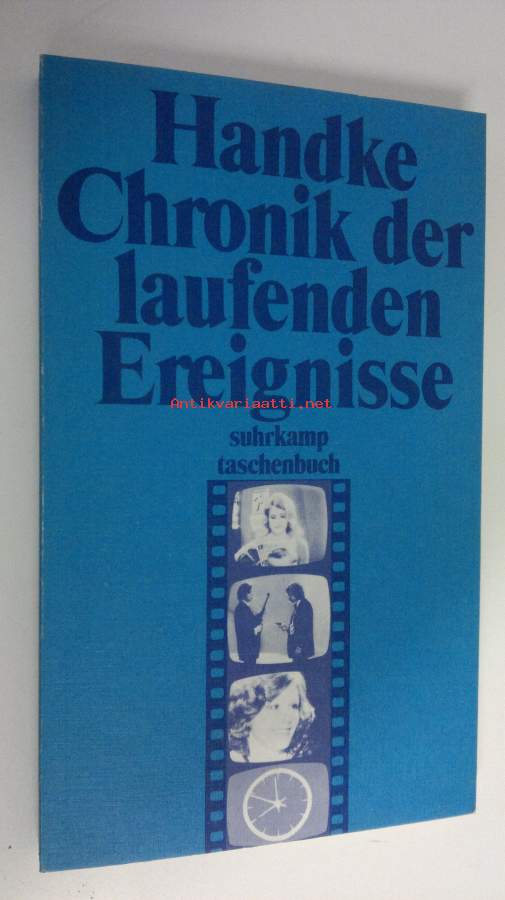 Handke
Chronik der
laufenden
Ereignisse
Antikvariaatti.net
suhrkamp
taschenbuch